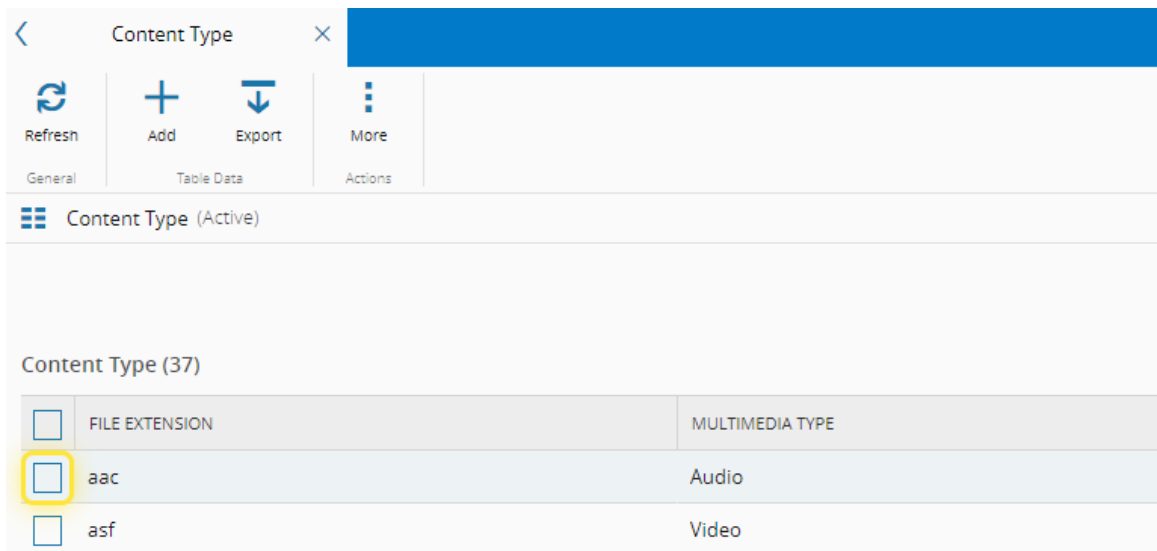 Content Type
Refresh Add Export More
General Table Data Actions
Content Type (Active)
Content Type (37)
FILE EXTENSION MULTIMEDIA TYPE
aac Audio
asf Video